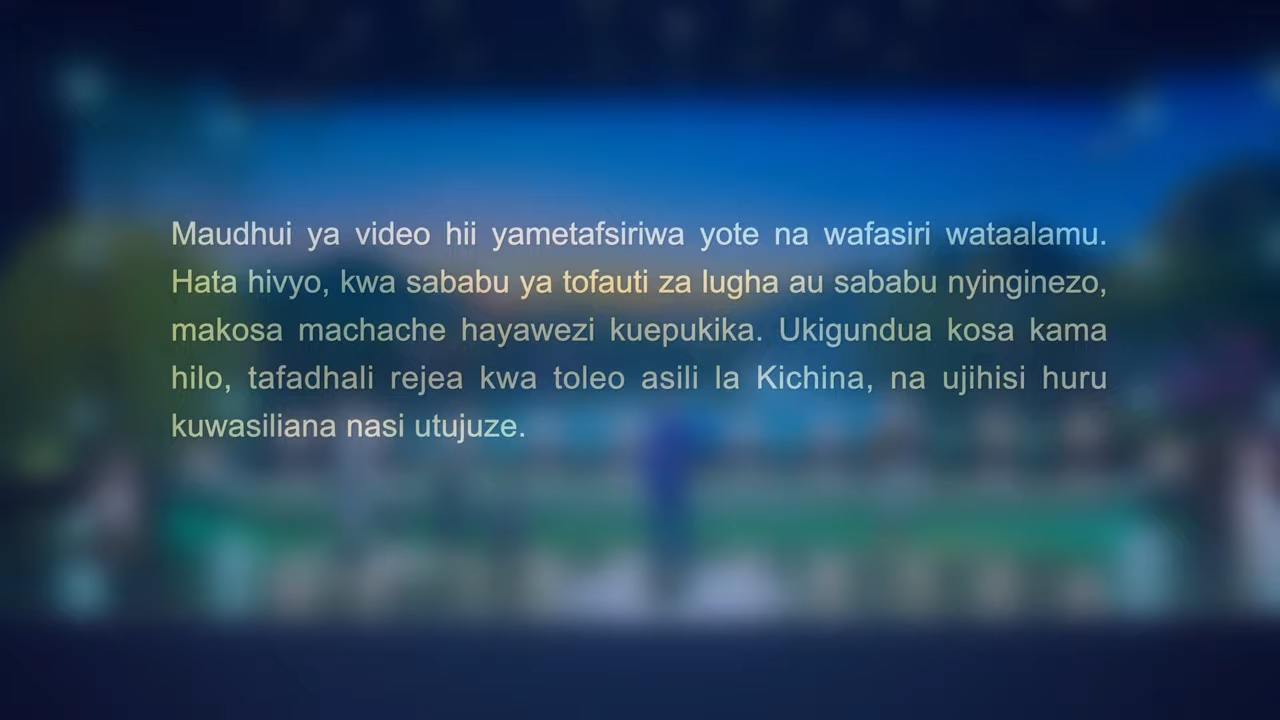 Maudhui ya video hii yametafsiriwa yote na wafasiri wataalamu.
Hata hivyo, kwa sababu ya tofauti za lugha au sababu nyinginezo,
makosa machache hayawezi kuepukika. Ukigundua kosa kama
hilo, tafadhali rejea kwa toleo asili la Kichina, na ujihisi huru
kuwasiliana nasi utujuze.